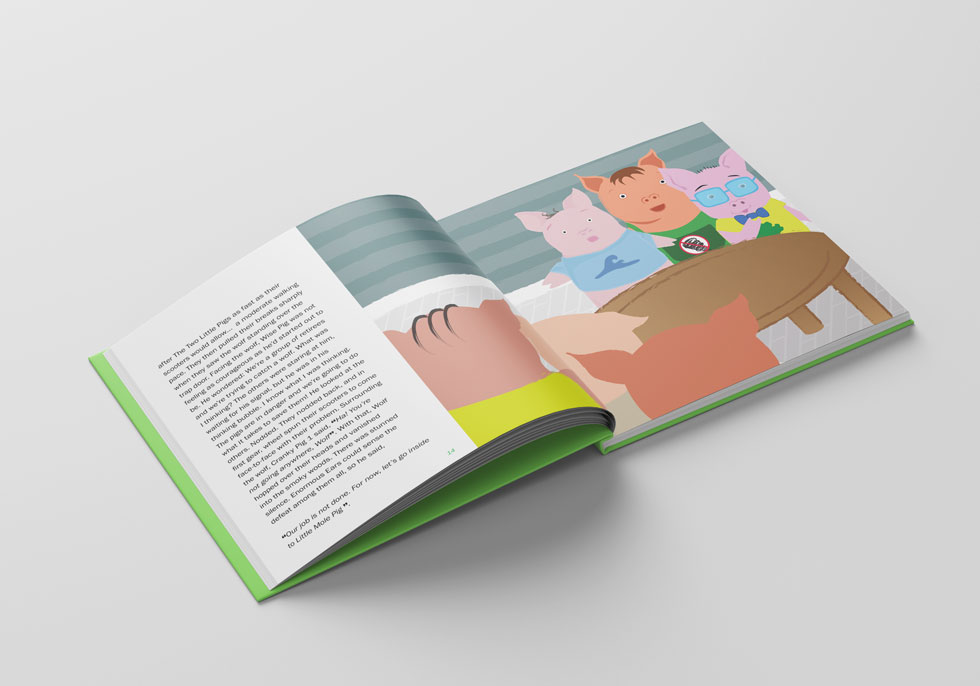 after The Two Little Pigs as fast as their
scooters would allow... a moderate walking
pace. They then pulled their breaks sharply
when they saw the wolf standing over the
trap door. Facing the wolf, Wise Pig was not
feeling as courageous as he'd started out to
be. He wondered: We're a group of retirees
and we're trying to catch a wolf. What was
I thinking? The others were staring at him,
waiting for his signal, but he was in his
thinking bubble. I know what I was thinking.
The pigs are in danger and we're going to do
what it takes to save them! He looked at the
others. Nodded. They nodded back, and in
first gear, wheel spun their scooters to come
face-to-face with their problem. Surrounding
the wolf, Cranky Pig 1 said, "Ha! You're
not going anywhere, Wolf". With that, Wolf
hopped over their heads and vanished
into the smoky woods. There was stunned
silence. Enormous Ears could sense the
defeat among them all, so he said,
"Our job is not done. For now, let's go inside
to Little Mole Pig".
14